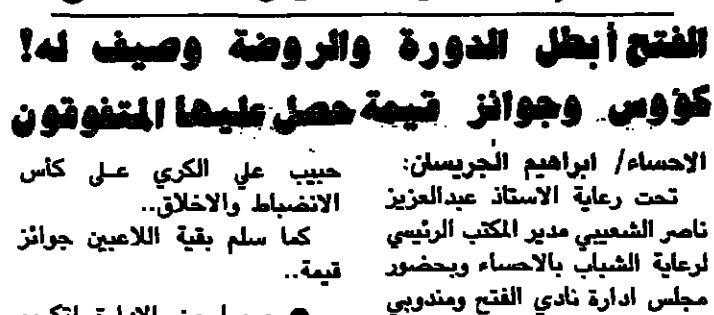 الفتح أبطل الدورة والروضة وصيف له!
كؤوس وجوائز قيمة حصل عليها المتفوقون
الاحساء/ ابراهيم الجريسان:
تحت رعاية الاستاذ عبدالعزيز
ناصر الشعيبي مدير المكتب الرئيسي
لرعاية الشباب بالاحساء وبحضور
مجلس ادارة نادي الفتح ومندوبي
حبيب علي الكري على كأس
الانضباط والاخلاق..
كما سلم بقية اللاعبين جوائز
قيمة..